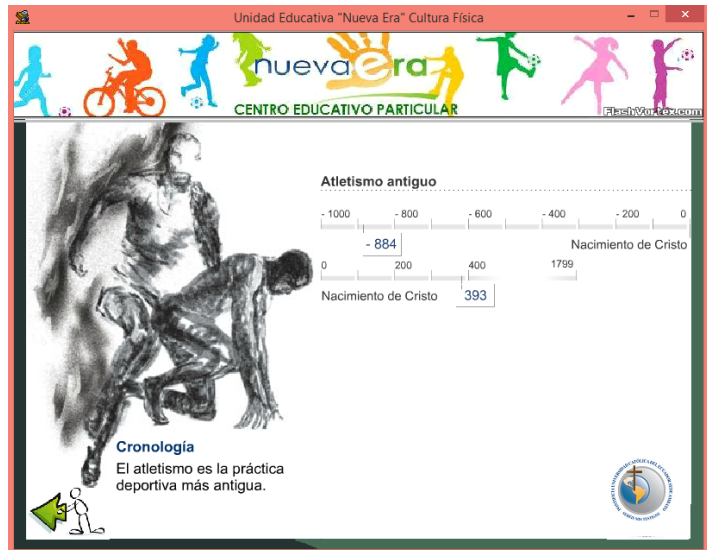 Unidad Educativa "Nueva Era" Cultura Física
nueva era
CENTRO EDUCATIVO PARTICULAR
FlashVortex.com
Atletismo antiguo
- 1000 - 800 - 600 - 400 - 200 0
- 884
Nacimiento de Cristo
0 200 400 1799
Nacimiento de Cristo
393
Cronología
El atletismo es la práctica
deportiva más antigua.